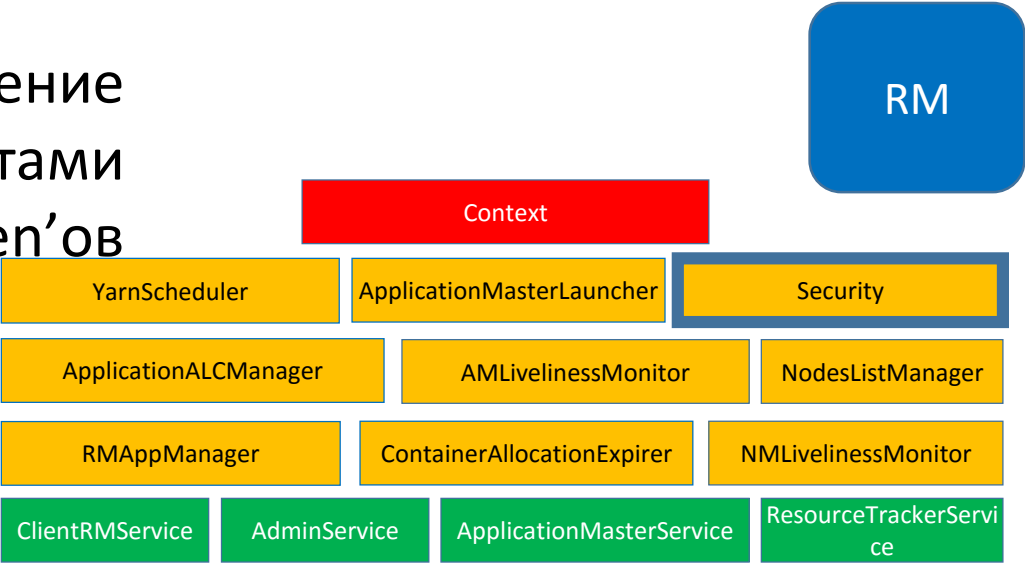 ение
тами
en’ов
RM
Context
YarnScheduler
ApplicationMasterLauncher
Security
ApplicationALCManager
AMLivelinessMonitor
NodesListManager
RMAppManager
ContainerAllocationExpirer
NMLivelinessMonitor
ClientRMService
AdminService
ApplicationMasterService
ResourceTrackerServi
ce